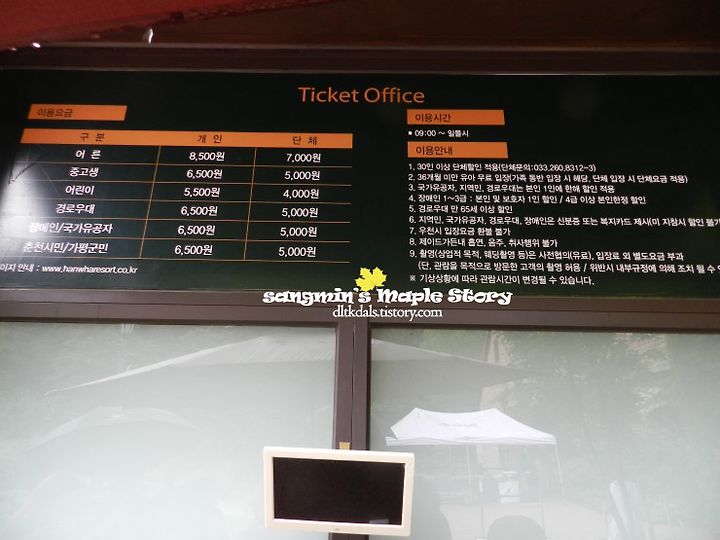 Ticket Office
이용요금
구 분 개 인 단 체
어 른 8,500원 7,000원
중고생 6,500원 5,000원
어린이 5,500원 4,000원
경로우대 6,500원 5,000원
장애인/국가유공자 6,500원 5,000원
춘천시민/가평군민 6,500원 5,000원
이지 안내 : www.hanwharesort.co.kr
이용시간
■ 09:00 ~ 일몰시
이용안내
1. 30인 이상 단체할인 적용(단체문의:033.260.8312~3)
2. 36개월 미만 유아 무료 입장(가족 동반 입장 시 해당, 단체 입장 시 단체요금 적용)
3. 국가유공자, 지역민, 경로우대는 본인 1인에 한해 할인 적용
4. 장애인 1~3급 : 본인 및 보호자 1인 할인 / 4급 이상 본인한정 할인
5. 경로우대 만 65세 이상 할인
6. 지역민, 국가유공자, 경로우대, 장애인은 신분증 또는 복지카드 제시(미 지참시 할인 불가
7. 우천시 입장요금 환불 불가
8. 제이드가든내 흡연, 음주, 취사행위 불가
9. 촬영(상업적 목적, 웨딩촬영 등)은 사전협의(유료), 입장료 외 별도요금 부과
(단, 관람을 목적으로 방문한 고객의 촬영 허용 / 위반시 내부규정에 의해 조치 될 수
※ 기상상황에 따라 관람시간이 변경될 수 있습니다.
sangmin's Maple Story
dltkdals.tistory.com